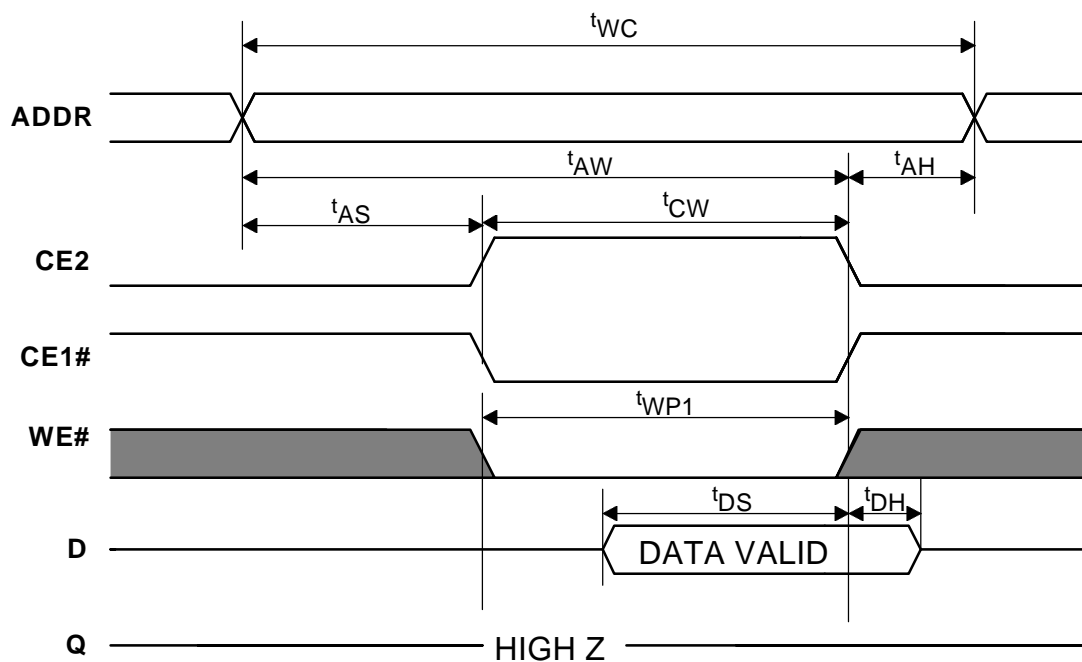 tWC
ADDR
tAW tAH
tAS tCW
CE2
CE1#
tWP1
WE#
tDS tDH
D DATA VALID
Q HIGH Z